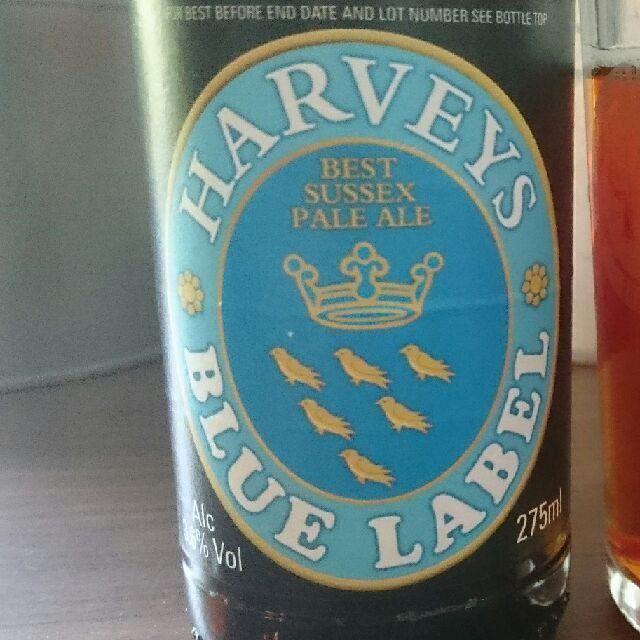 BEST BEFORE END DATE AND LOT NUMBER SEE BOTTLE TOP
HARVEYS
BEST
SUSSEX
PALE ALE
BLUE LABEL
Alc
% Vol
275ml